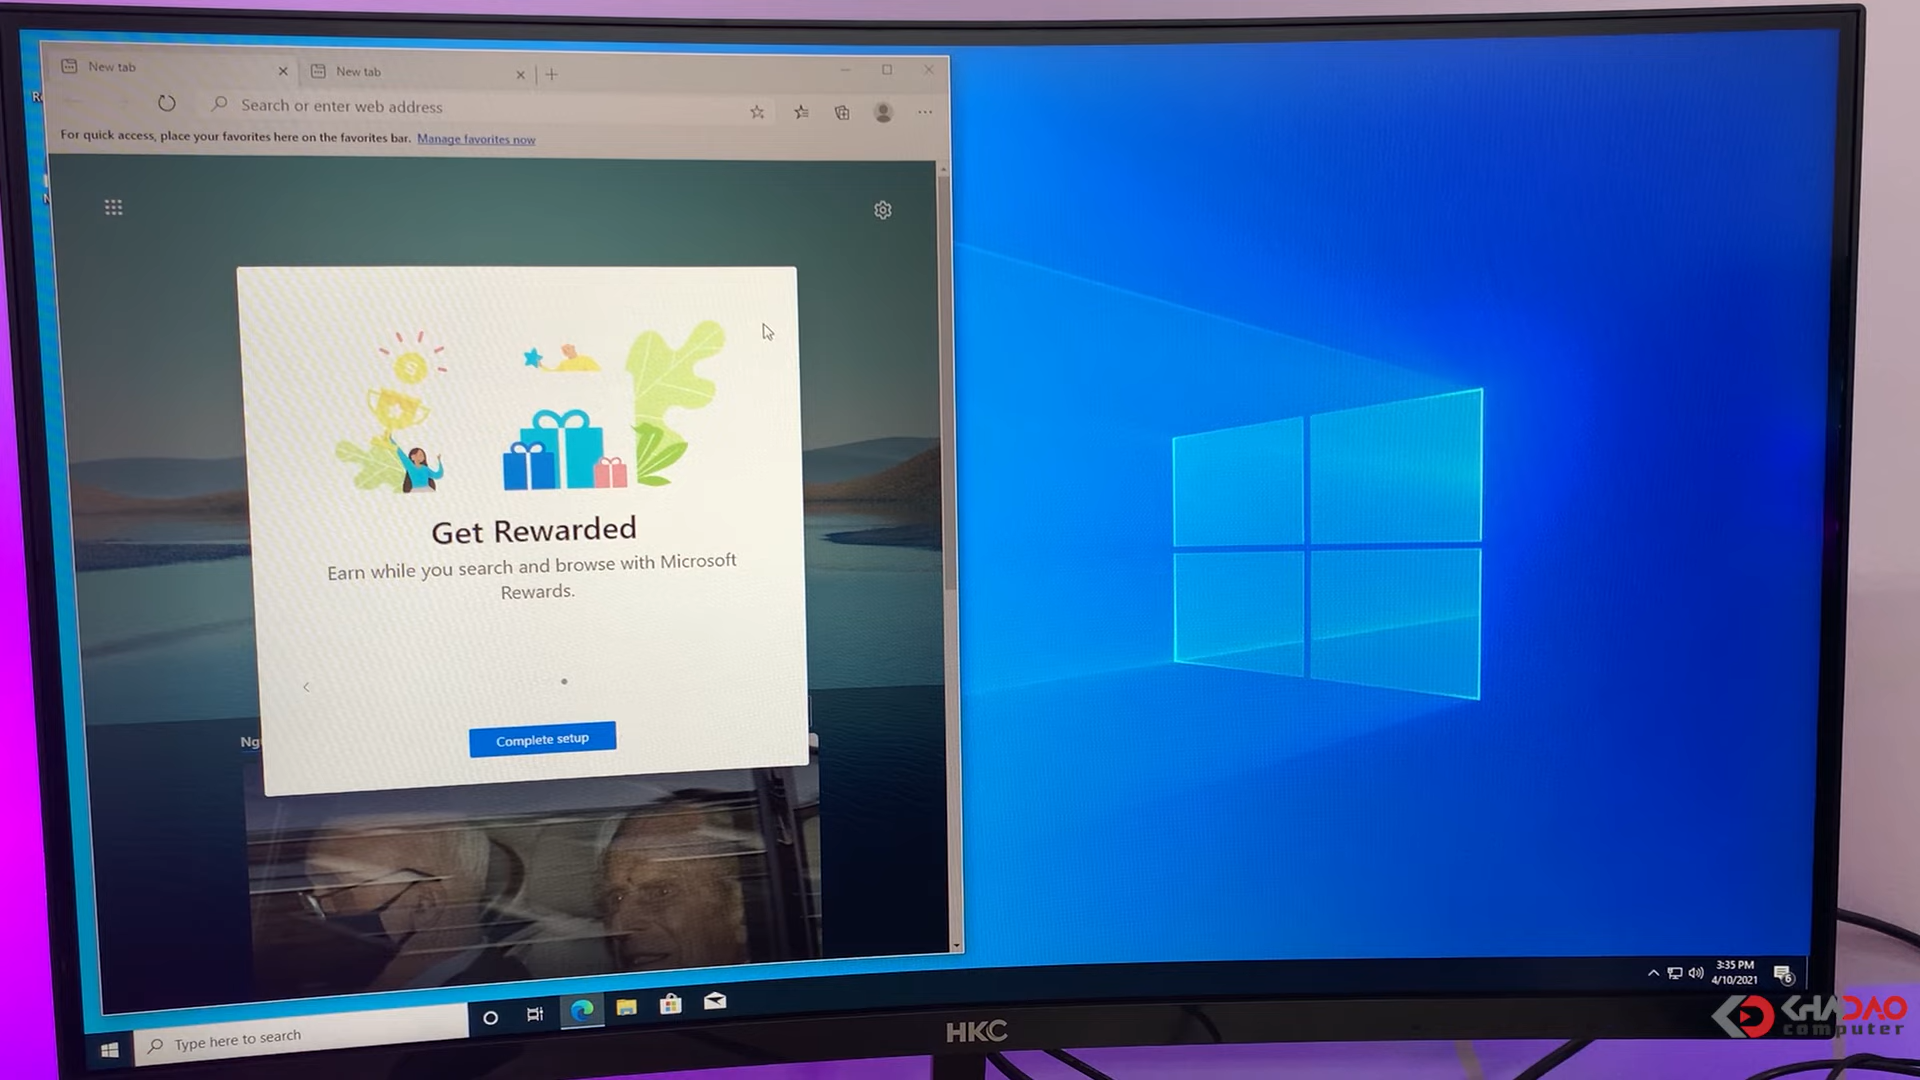 New tab
New tab
Search or enter web address
For quick access, place your favorites here on the favorites bar. Manage favorites now
Get Rewarded
Earn while you search and browse with Microsoft
Rewards.
Complete setup
3:35 PM
4/10/2021
6
Type here to search
HKC
KHADAO
computer